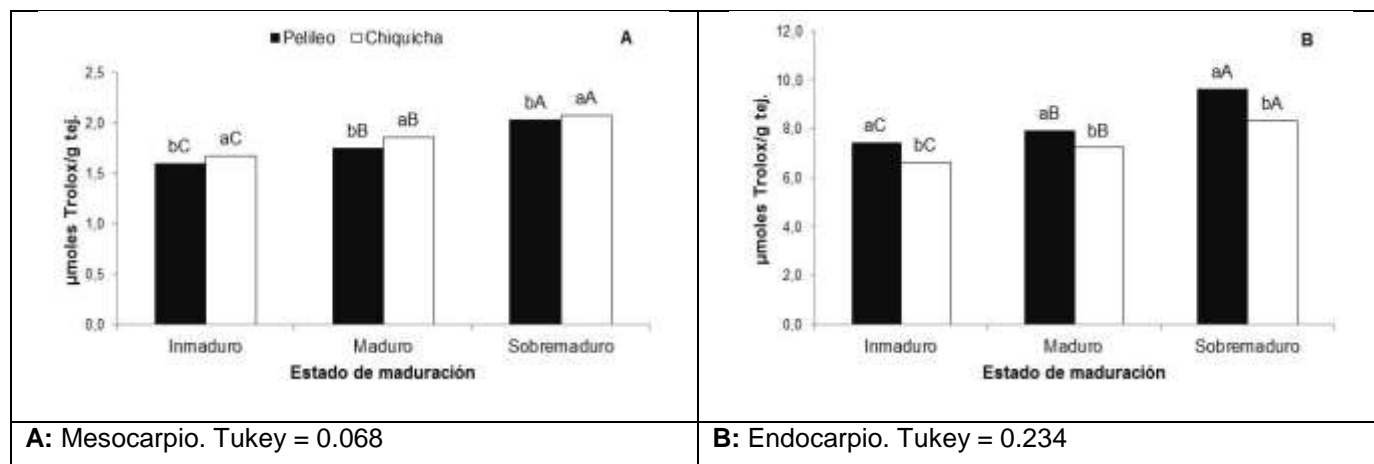 ■Pelileo □Chiquicha
A
µmoles Trolox/g tej.
2,5
2,0
1,5
1,0
0,5
0,0
bC
aC
bB
aB
bA
aA
Inmaduro
Maduro
Sobremaduro
Estado de maduración
B
µmoles Trolox/g tej.
12,0
10,0
8,0
6,0
4,0
2,0
0,0
aC
bC
aB
bB
aA
bA
Inmaduro
Maduro
Sobremaduro
Estado de maduración
A: Mesocarpio. Tukey = 0.068
B: Endocarpio. Tukey = 0.234